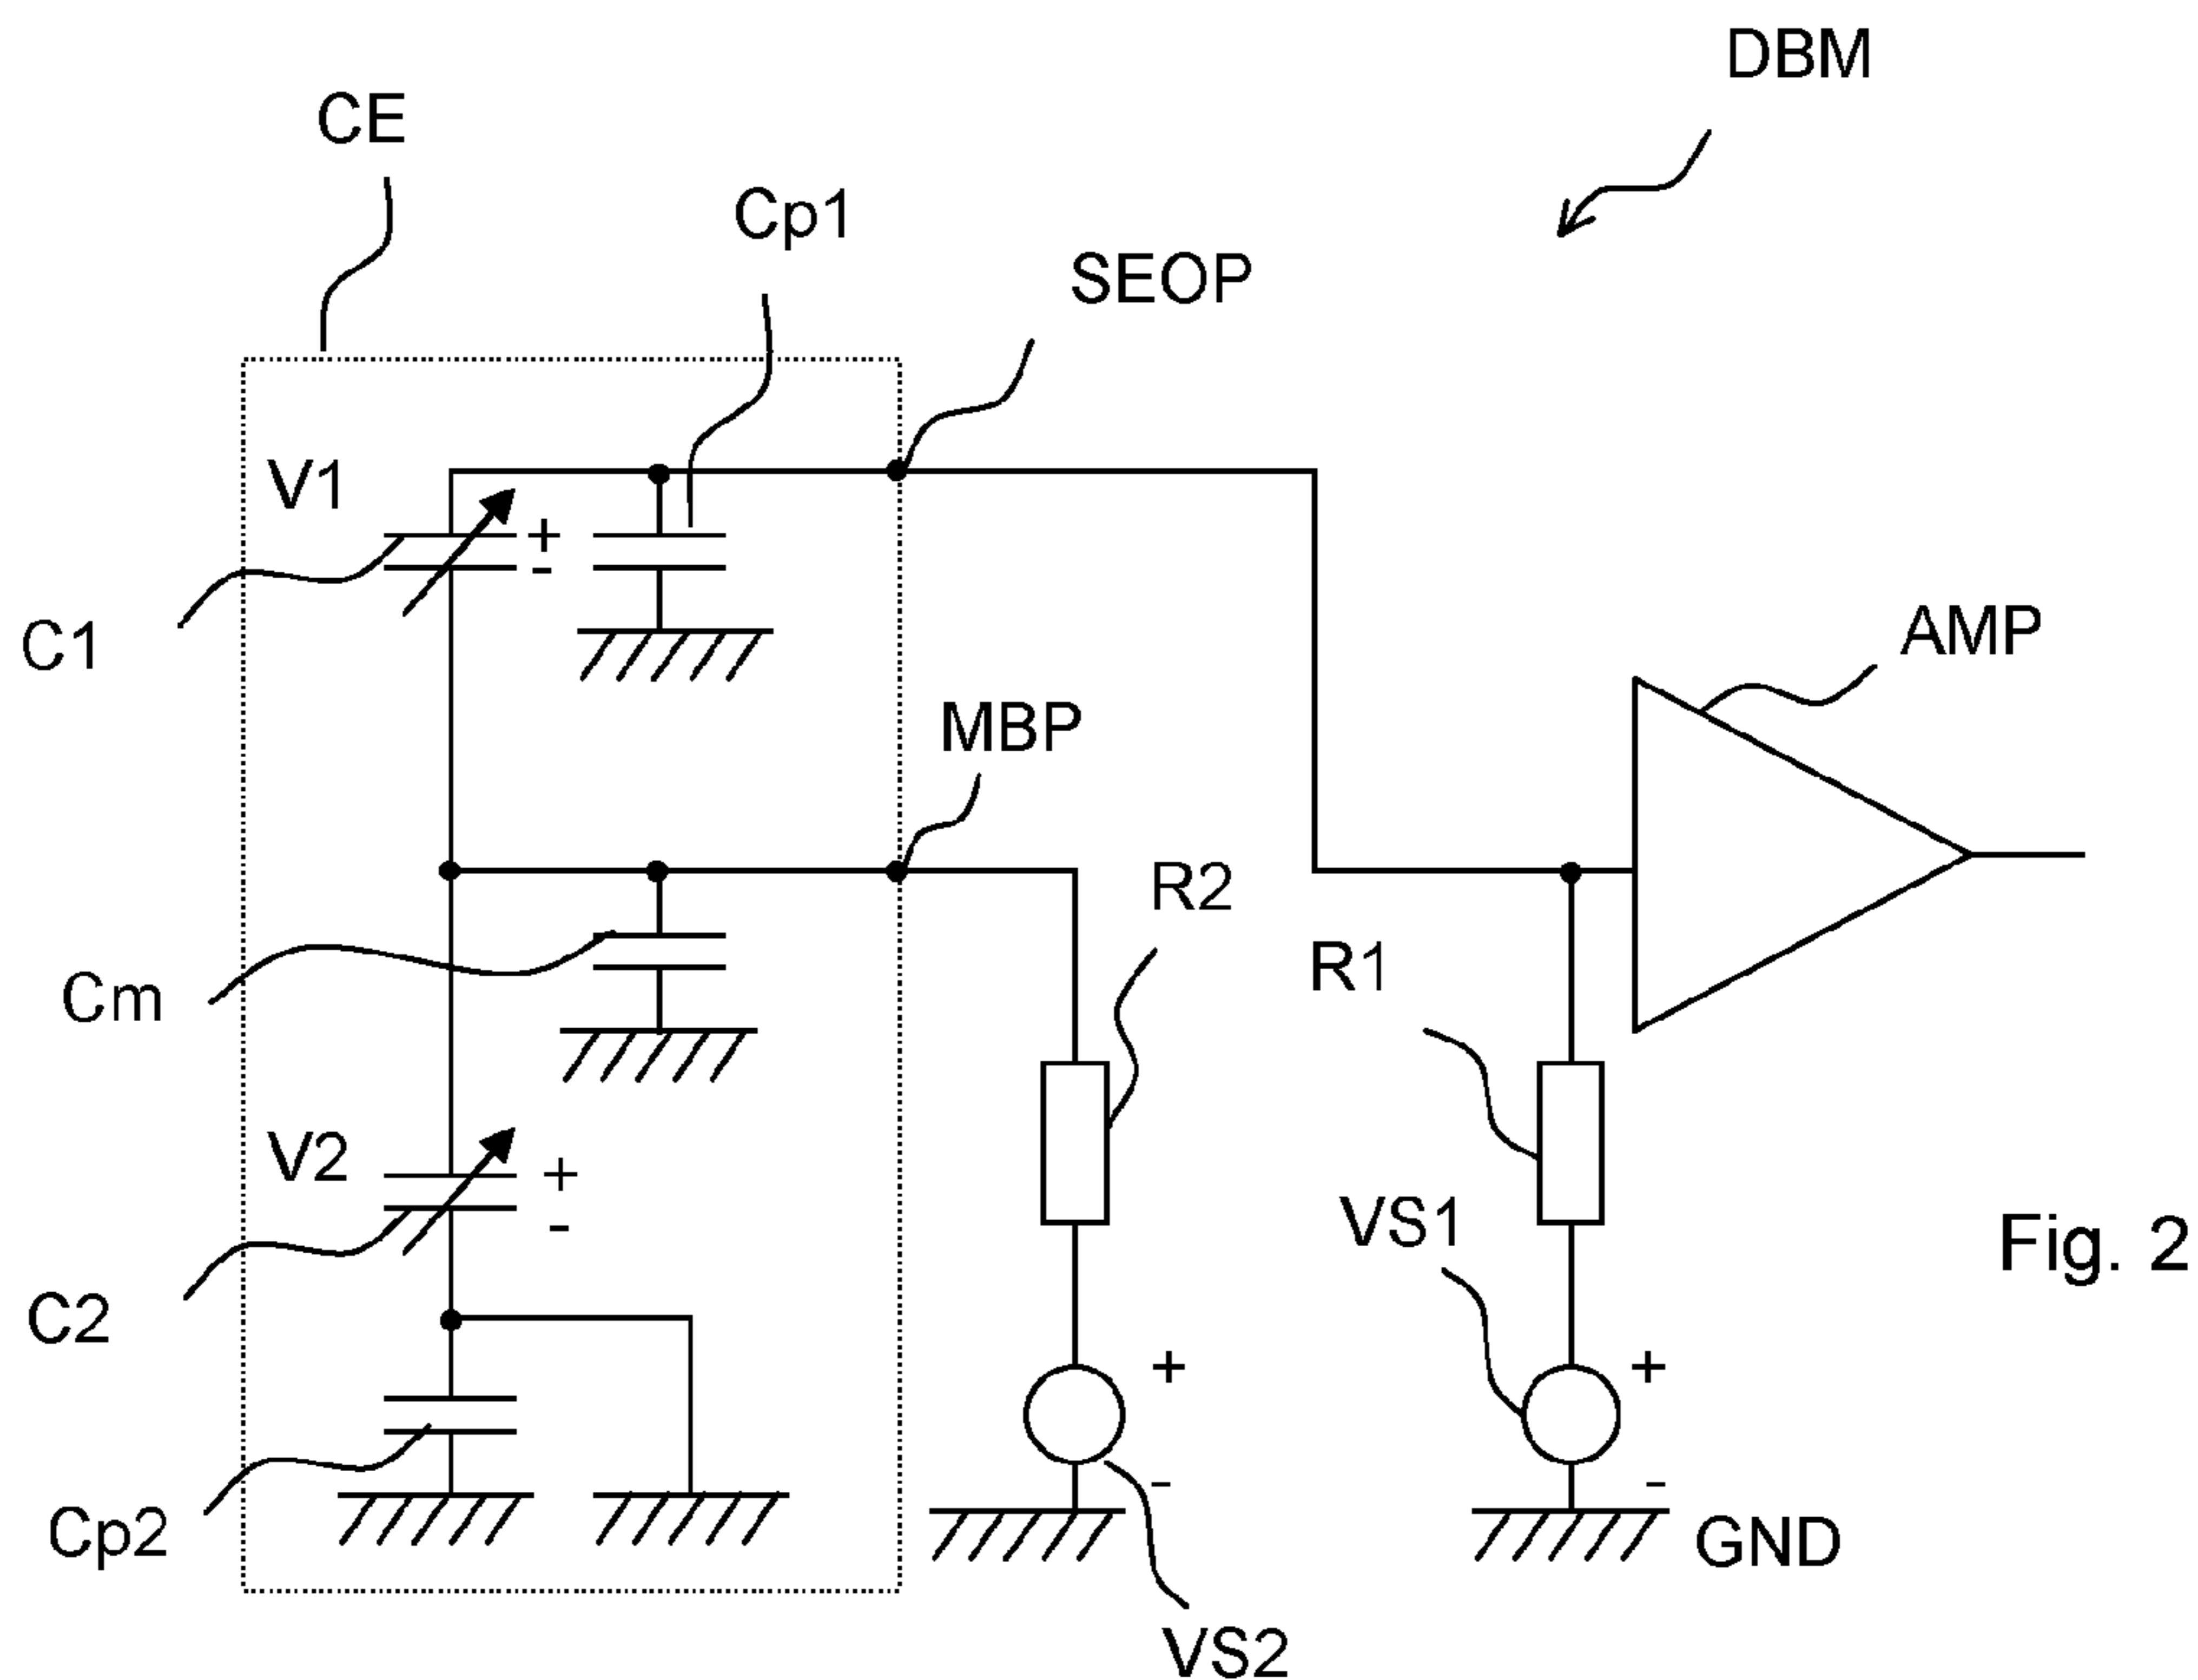 DBM
CE
Cp1
SEOP
V1
+
-
C1
AMP
MBP
R2
R1
Cm
V2
+
-
VS1
Fig. 2
C2
+
-
+
-
Cp2
GND
VS2